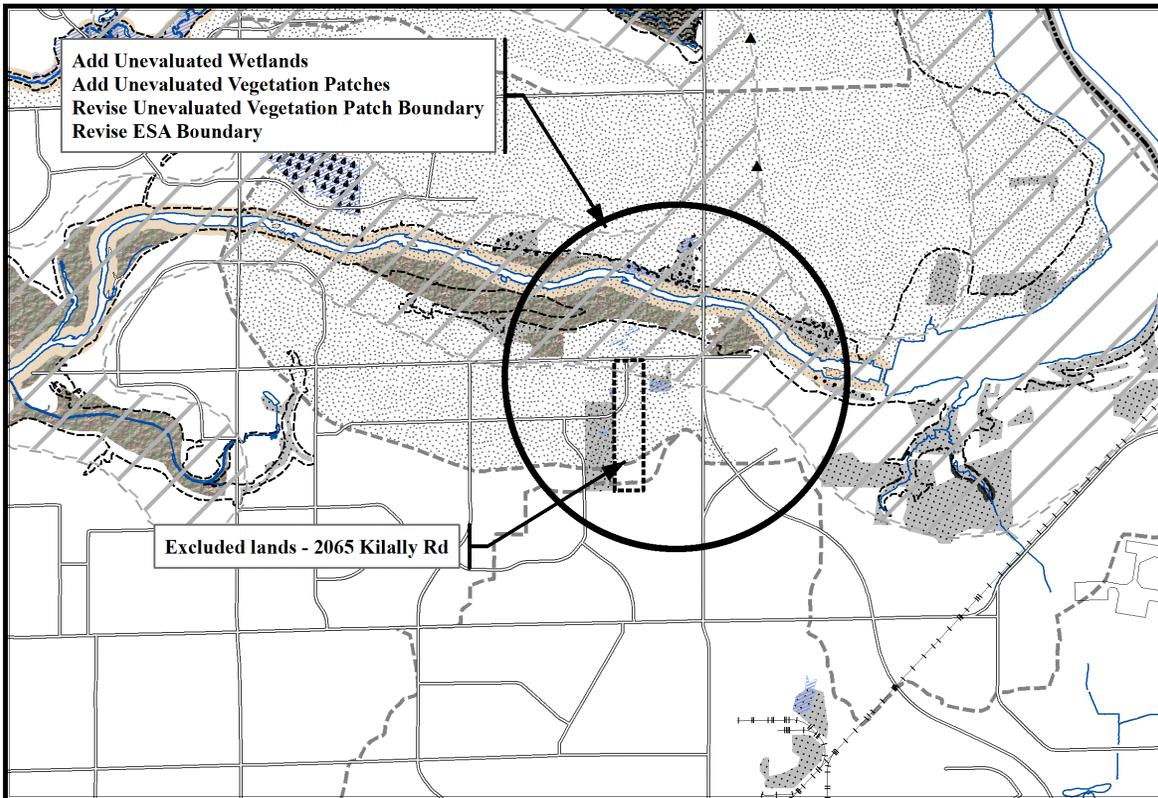 Add Unevaluated Wetlands
Add Unevaluated Vegetation Patches
Revise Unevaluated Vegetation Patch Boundary
Revise ESA Boundary
Excluded lands - 2065 Kilally Rd